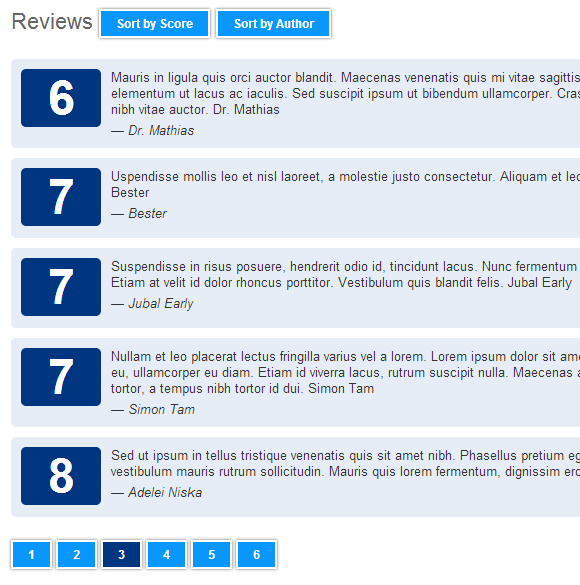 Reviews Sort by Score Sort by Author
6
Mauris in ligula quis orci auctor blandit. Maecenas venenatis quis mi vitae sagittis
elementum ut lacus ac iaculis. Sed suscipit ipsum ut bibendum ullamcorper. Cras
nibh vitae auctor. Dr. Mathias
— Dr. Mathias
7
Uspendisse mollis leo et nisl laoreet, a molestie justo consectetur. Aliquam et
Bester
— Bester
7
Suspendisse in risus posuere, hendrerit odio id, tincidunt lacus. Nunc fermentum
Etiam at velit id dolor rhoncus porttitor. Vestibulum quis blandit felis. Jubal Early
— Jubal Early
7
Nullam et leo placerat lectus fringilla varius vel a lorem. Lorem ipsum dolor sit
eu, ullamcorper eu diam. Etiam id viverra lacus, rutrum suscipit nulla. Maecenas
tortor, a tempus nibh tortor id dui. Simon Tam
— Simon Tam
8
Sed ut ipsum in tellus tristique venenatis quis sit amet nibh. Phasellus pretium
vestibulum mauris rutrum sollicitudin. Mauris quis lorem fermentum, dignissim
— Adelei Niska
1 2 3 4 5 6